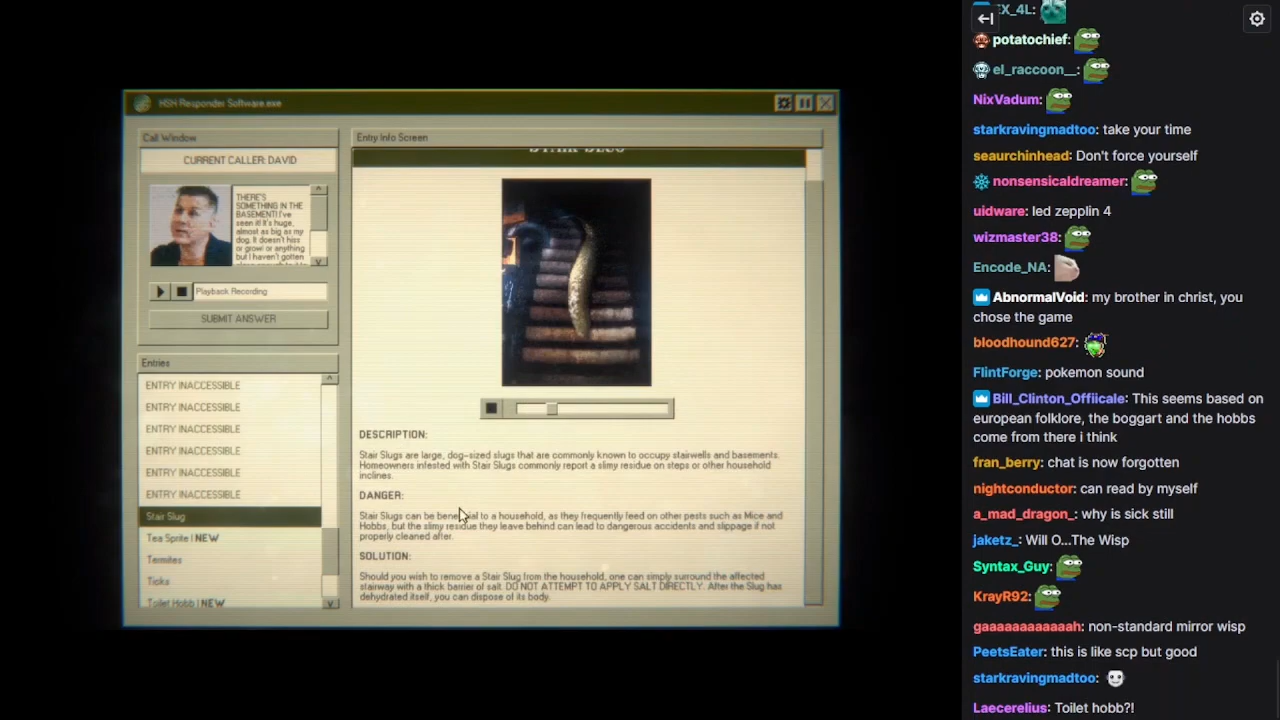 HSH Responder Software.exe
Call Window
CURRENT CALLER: DAVID
THERE'S
SOMETHING IN THE
BASEMENT! I've
seen it! It's huge,
almost as big as my
dog. It doesn't hiss
or growl or anything
Playback Recording
SUBMIT ANSWER
Entries
ENTRY INACCESSIBLE
ENTRY INACCESSIBLE
ENTRY INACCESSIBLE
ENTRY INACCESSIBLE
ENTRY INACCESSIBLE
ENTRY INACCESSIBLE
Stair Slug
Tea Sprite | NEW
Termites
Ticks
Toilet Hobb | NEW
Entry Info Screen
DESCRIPTION:
Stair Slugs are large, dog-sized slugs that are commonly known to occupy stairwells and basements.
Homeowners infested with Stair Slugs commonly report a slimy residue on steps or other household
inclines.
DANGER:
Stair Slugs can be beneficial to a household, as they frequently feed on other pests such as Mice and
Hobbs, but the slimy residue they leave behind can lead to dangerous accidents and slippage if not
properly cleaned after.
SOLUTION:
Should you wish to remove a Stair Slug from the household, one can simply surround the affected
stairway with a thick barrier of salt. DO NOT ATTEMPT TO APPLY SALT DIRECTLY. After the Slug has
dehydrated itself, you can dispose of its body.
EX_4L:
potatochief:
el_raccoon__:
NixVadum:
starkravingmadtoo: take your time
seaurchinhead: Don't force yourself
nonsensicaldreamer:
uidware: led zepplin 4
wizmaster38:
Encode_NA:
AbnormalVoid: my brother in christ, you
chose the game
bloodhound627:
FlintForge: pokemon sound
Bill_Clinton_Offiicale: This seems based on
european folklore, the boggart and the hobbs
come from there i think
fran_berry: chat is now forgotten
nightconductor: can read by myself
a_mad_dragon_: why is sick still
jaketz_: Will O...The Wisp
Syntax_Guy:
KrayR92:
gaaaaaaaaaaah: non-standard mirror wisp
PeetsEater: this is like scp but good
starkravingmadtoo:
Laecerelius: Toilet hobb?!